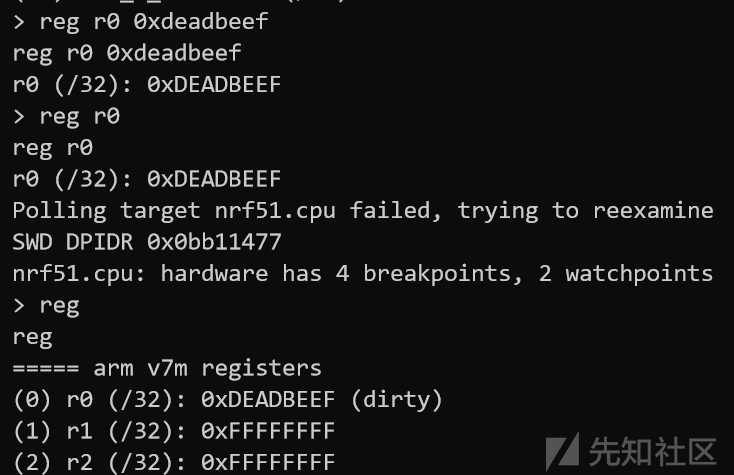 > reg r0 0xdeadbeef
reg r0 0xdeadbeef
r0 (/32): 0xDEADBEEF
> reg r0
reg r0
r0 (/32): 0xDEADBEEF
Polling target nrf51.cpu failed, trying to reexamine
SWD DPIDR 0x0bb11477
nrf51.cpu: hardware has 4 breakpoints, 2 watchpoints
> reg
reg
===== arm v7m registers
(0) r0 (/32): 0xDEADBEEF (dirty)
(1) r1 (/32): 0xFFFFFFFF
(2) r2 (/32): 0xFFFFFFFF
先知社区